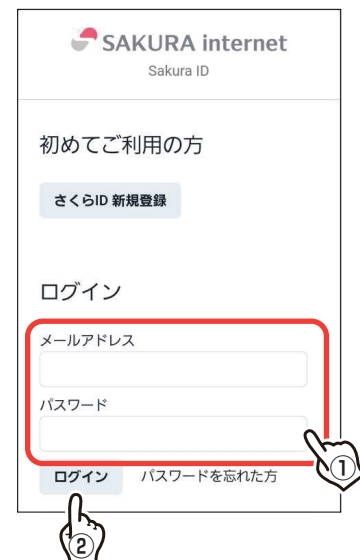 SAKURA internet
Sakura ID
初めてご利用の方
さくらID 新規登録
ログイン
メールアドレス
パスワード
①
ログイン パスワードを忘れた方
②